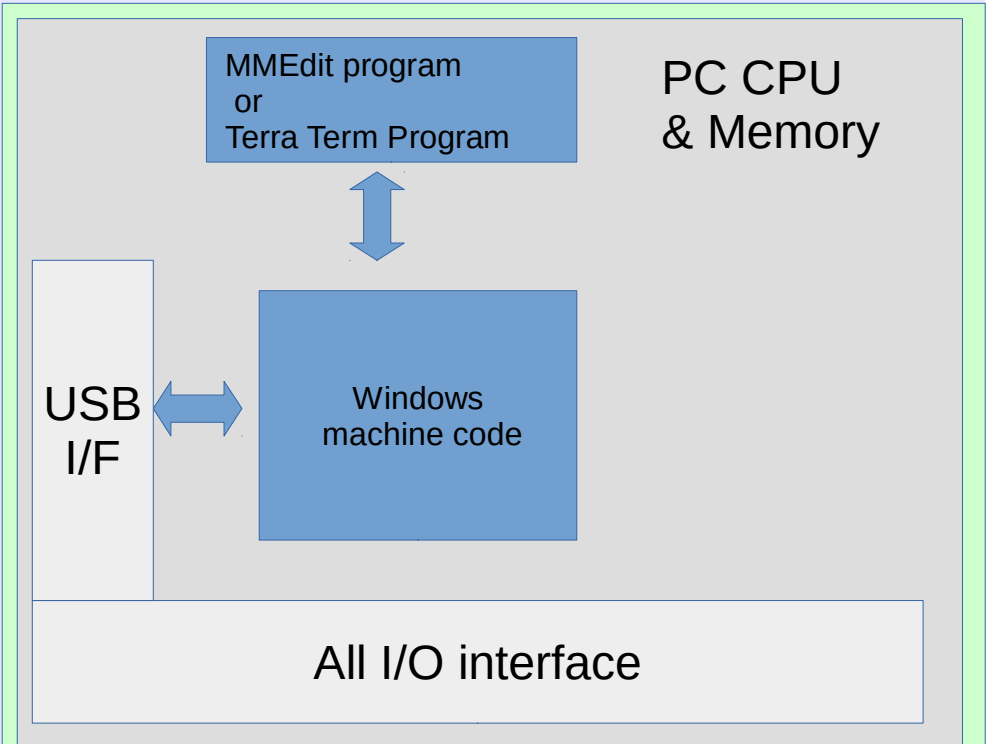 MMEdit program
or
Terra Term Program
PC CPU
& Memory
USB
I/F
Windows
machine code
All I/O interface